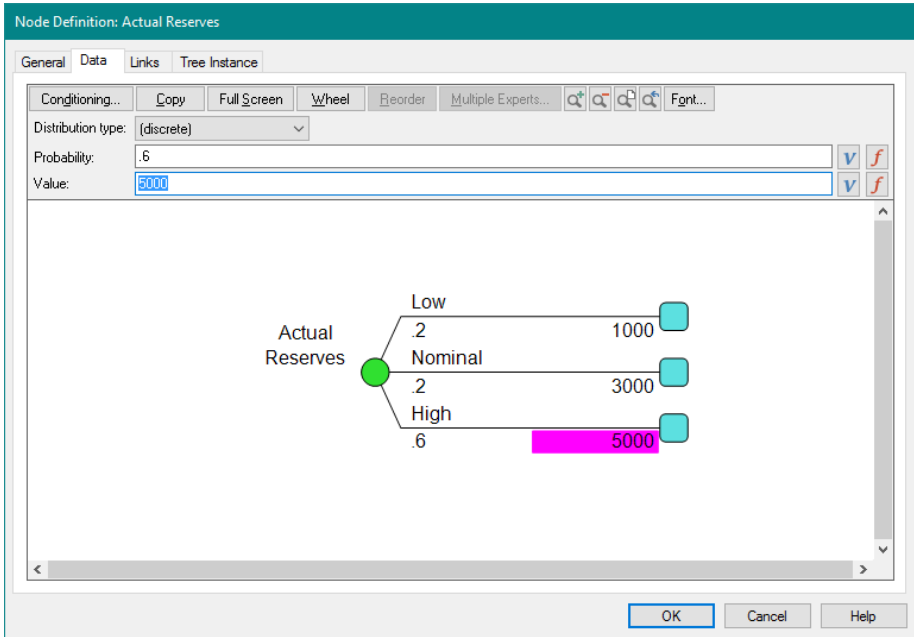 Node Definition: Actual Reserves
General Data Links Tree Instance
Conditioning... Copy Full Screen Wheel Reorder Multiple Experts... Font...
Distribution type: (discrete)
Probability: .6 V f
Value: 5000 V f
Low
.2 1000
Actual
Reserves
Nominal
.2 3000
High
.6 5000
OK Cancel Help